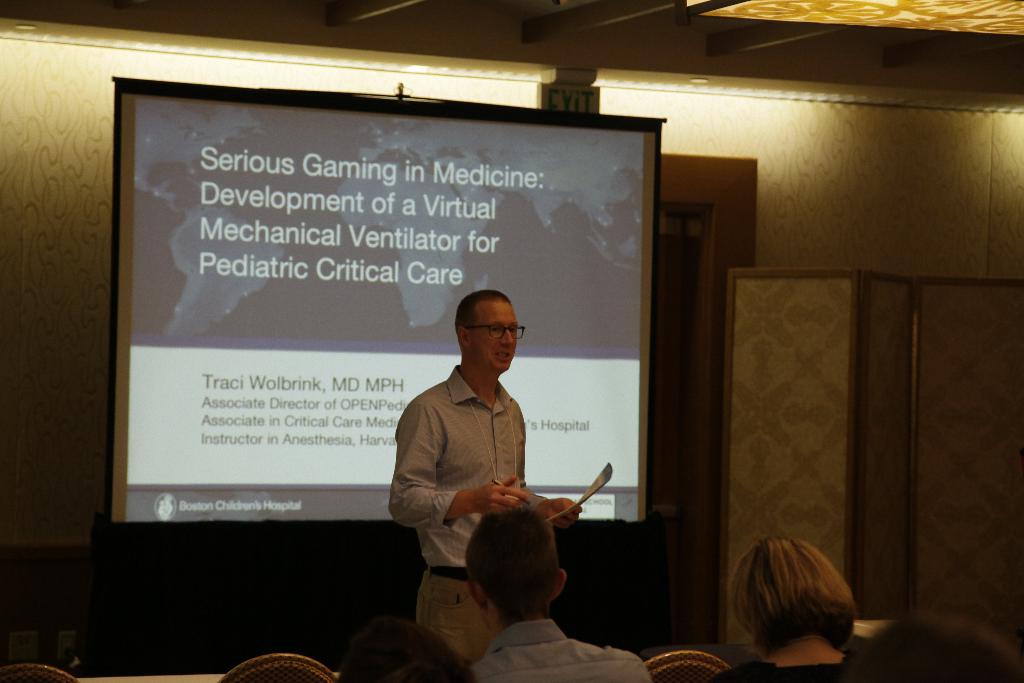 EXIT
Serious Gaming in Medicine:
Development of a Virtual
Mechanical Ventilator for
Pediatric Critical Care
Traci Wolbrink, MD MPH
Associate Director of OPENPedi
Associate in Critical Care Medi 's Hospital
Instructor in Anesthesia, Harva
Boston Children's Hospital
SCHOOL